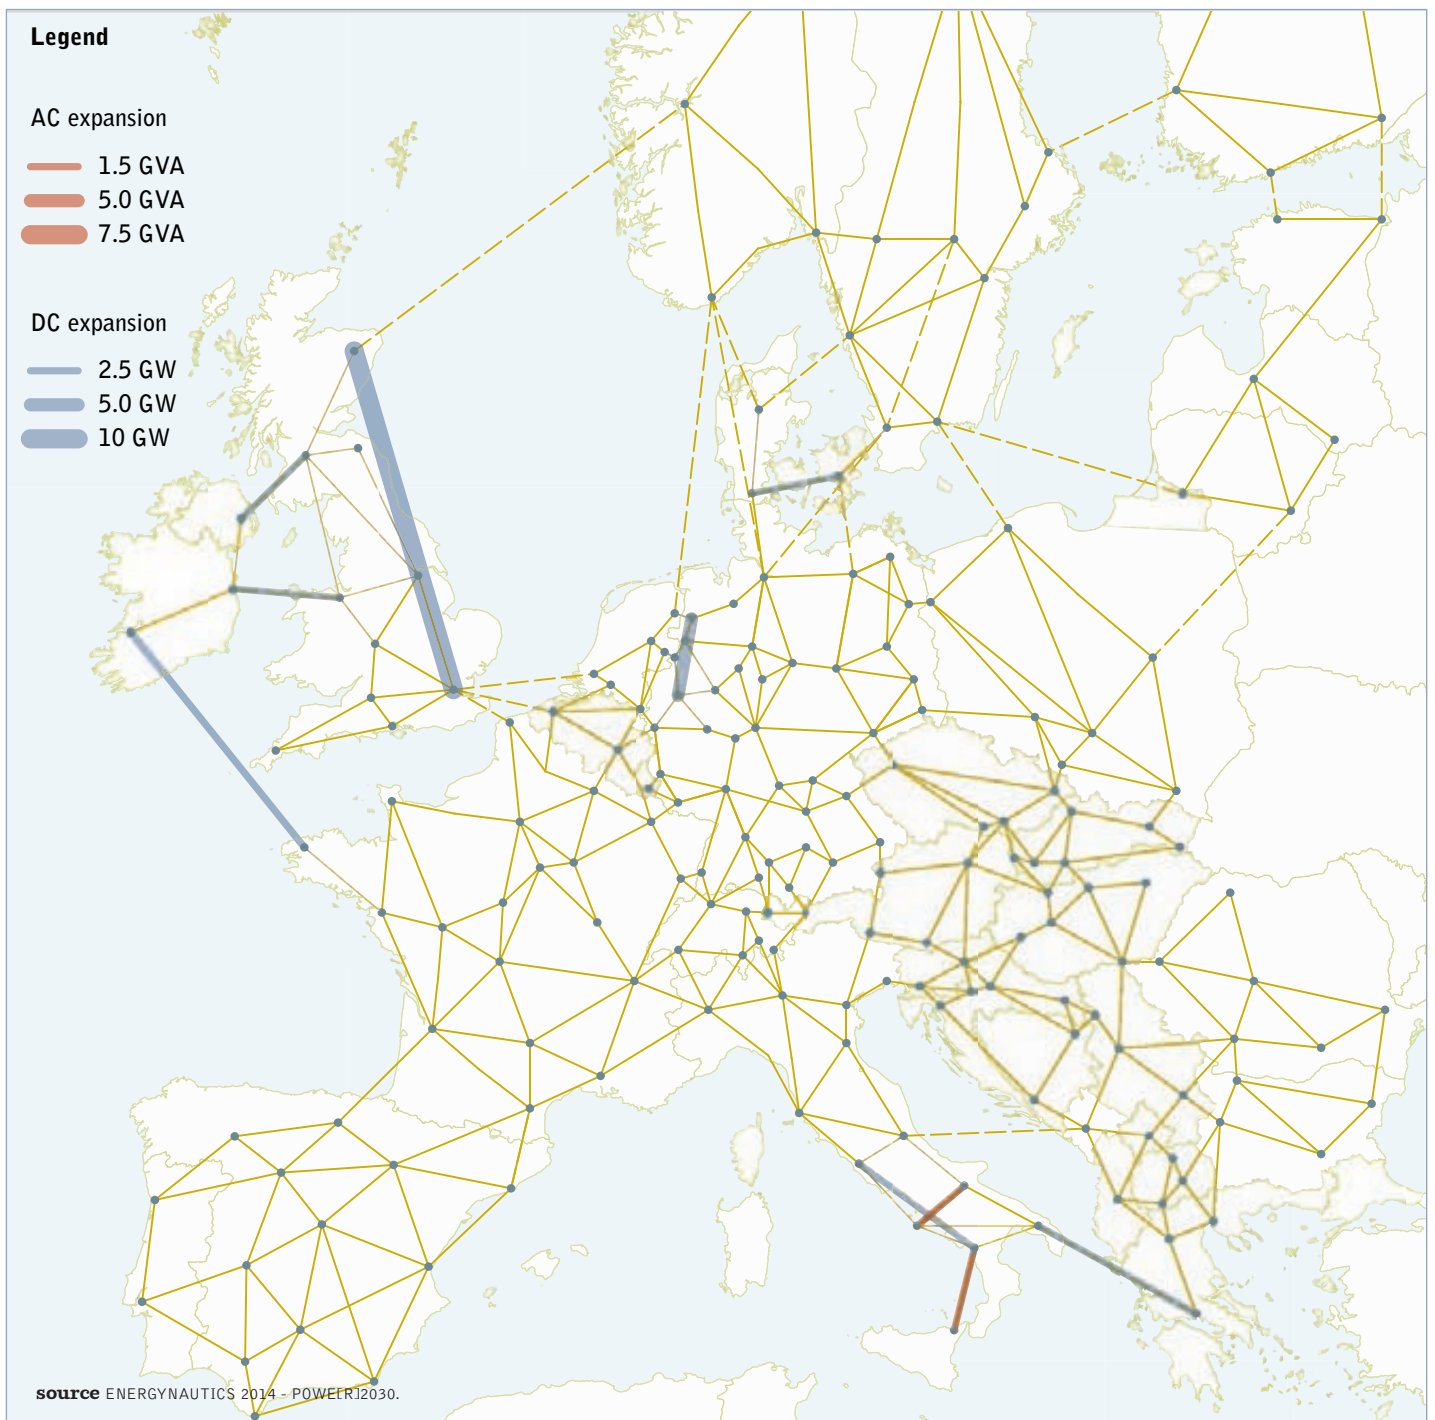 Legend
AC expansion
1.5 GVA
5.0 GVA
7.5 GVA
DC expansion
2.5 GW
5.0 GW
10 GW
source ENERGYNAUTICS 2014 - POWE[R]2030.